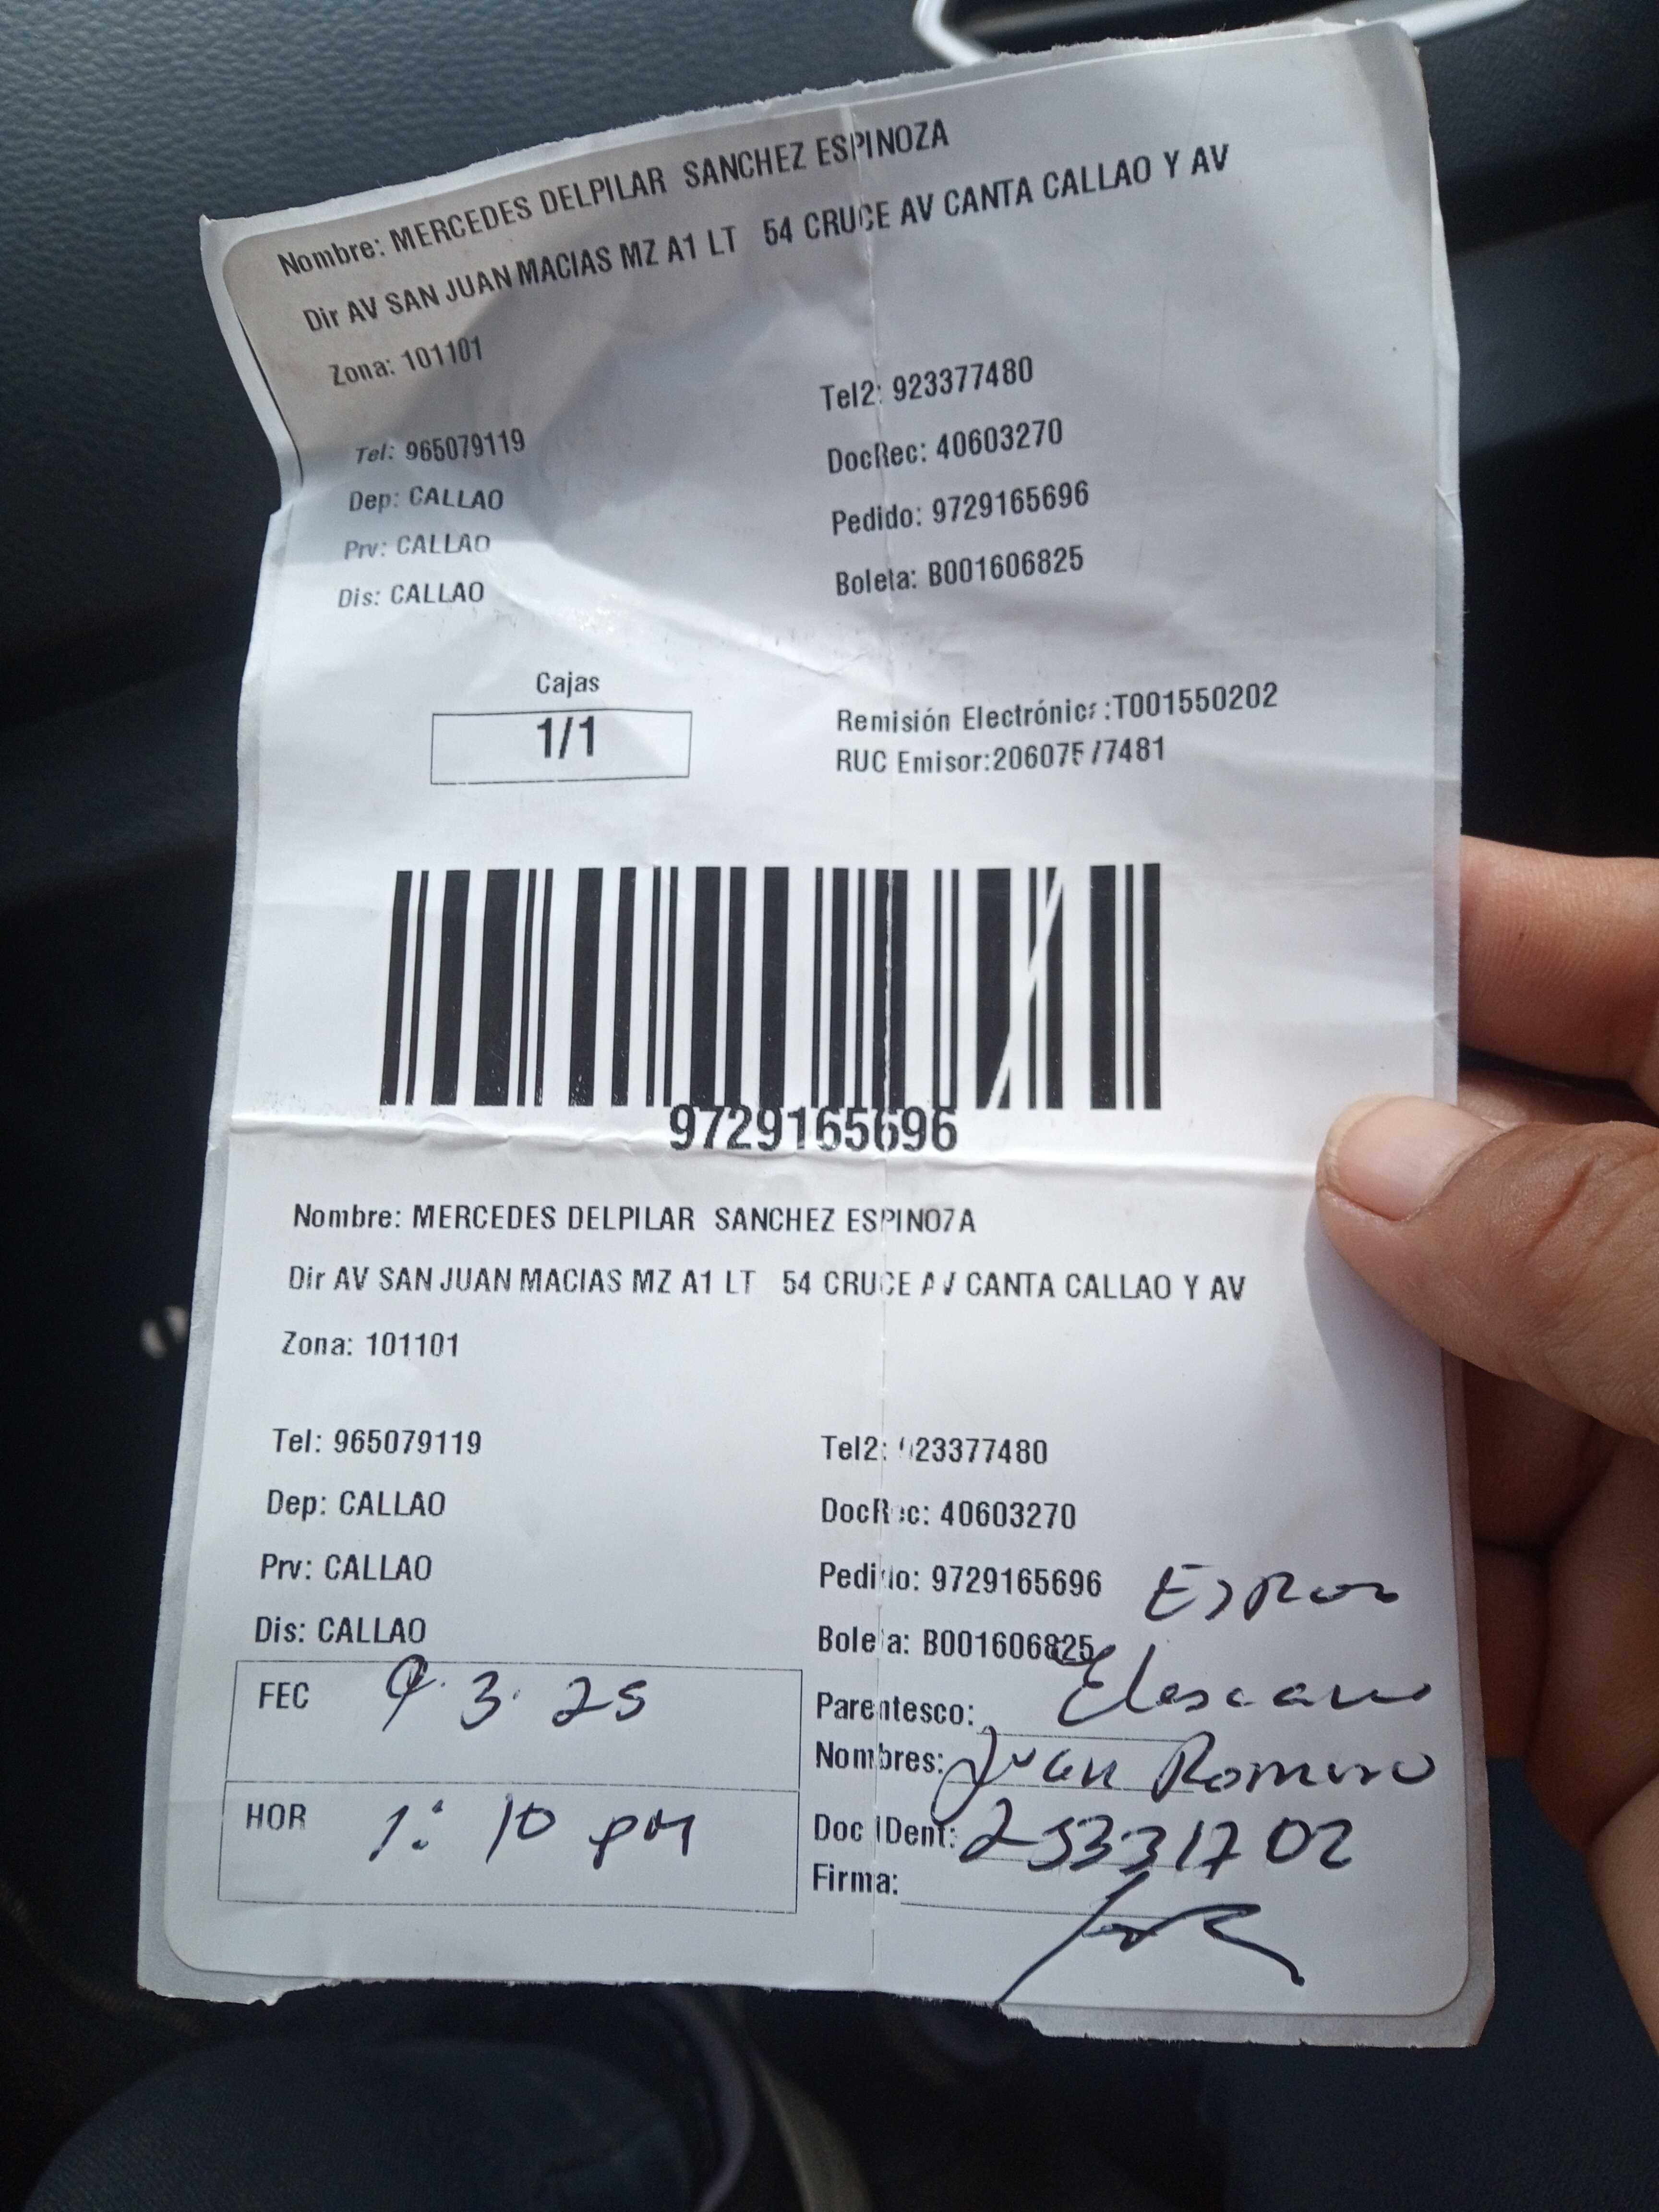 Nombre: MERCEDES DELPILAR SANCHEZ ESPINOZA
Dir AV SAN JUAN MACIAS MZ A1 LT 54 CRUCE AV CANTA CALLAO Y AV
Zona: 101101
Tel: 965079119 Tel2: 923377480
Dep: CALLAO DocRec: 40603270
Prv: CALLAO Pedido: 9729165696
Dis: CALLAO Boleta: B001606825
Cajas
1/1
Remisión Electrónica:T001550202
RUC Emisor:20607577481
9729165696
Nombre: MERCEDES DELPILAR SANCHEZ ESPINOZA
Dir AV SAN JUAN MACIAS MZ A1 LT 54 CRUCE AV CANTA CALLAO Y AV
Zona: 101101
Tel: 965079119 Tel2: 923377480
Dep: CALLAO DocRec: 40603270
Prv: CALLAO Pedido: 9729165696
Dis: CALLAO Boleta: B001606825
FEC 9.3.25
HOR 1:10 pm
Parentesco:
Nombres: Juan Romero
Doc IDent: 25331702
Firma: